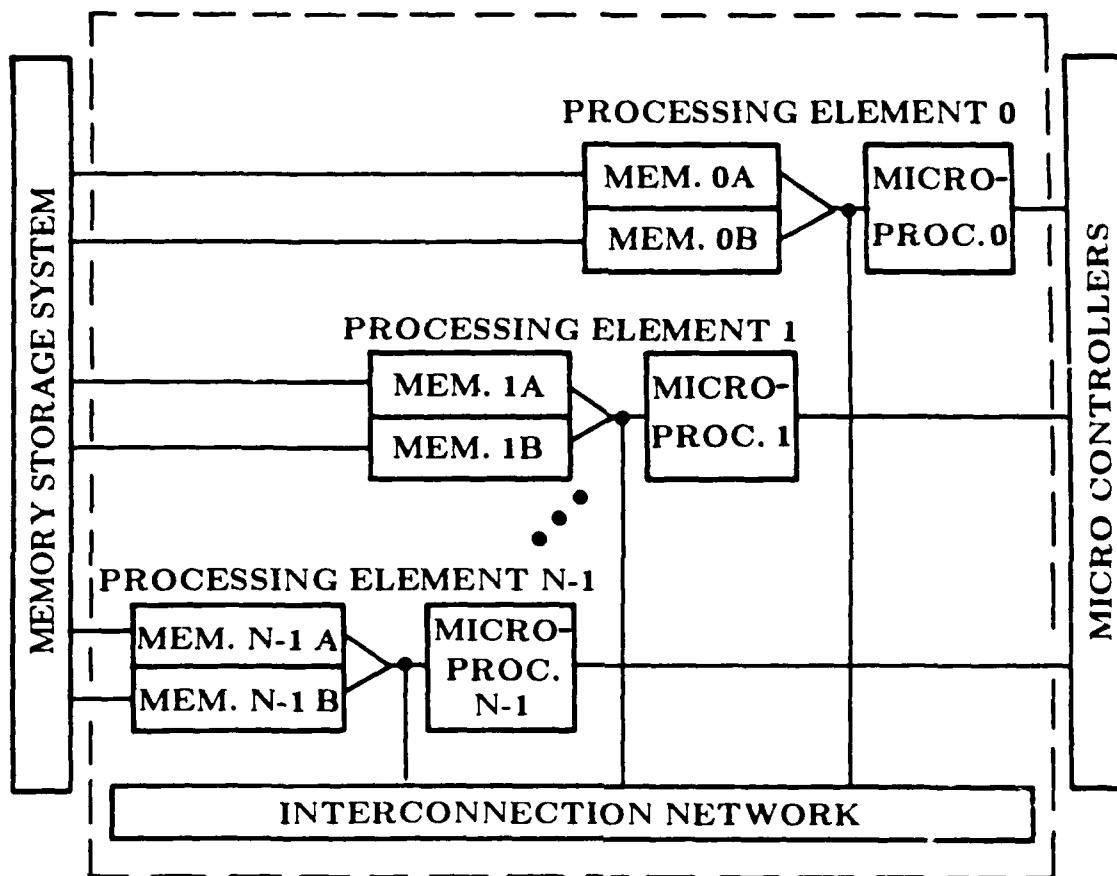 MEMORY STORAGE SYSTEM
PROCESSING ELEMENT 0
MEM. 0A
MEM. 0B
MICRO-
PROC. 0
PROCESSING ELEMENT 1
MEM. 1A
MEM. 1B
MICRO-
PROC. 1
PROCESSING ELEMENT N-1
MEM. N-1 A
MEM. N-1 B
MICRO-
PROC.
N-1
INTERCONNECTION NETWORK
MICRO CONTROLLERS